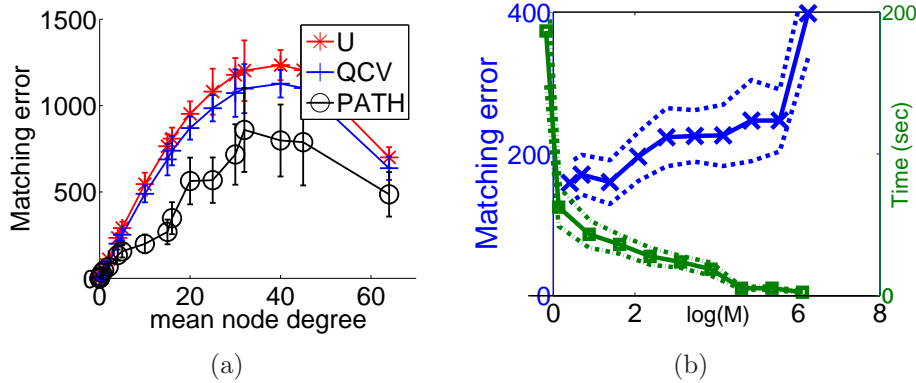 1500
1000
500
0
0
20
40
60
Matching error
mean node degree
U
QCV
PATH
(a)
400
200
0
Matching error
0
2
4
6
8
log(M)
200
0
Time (sec)
(b)